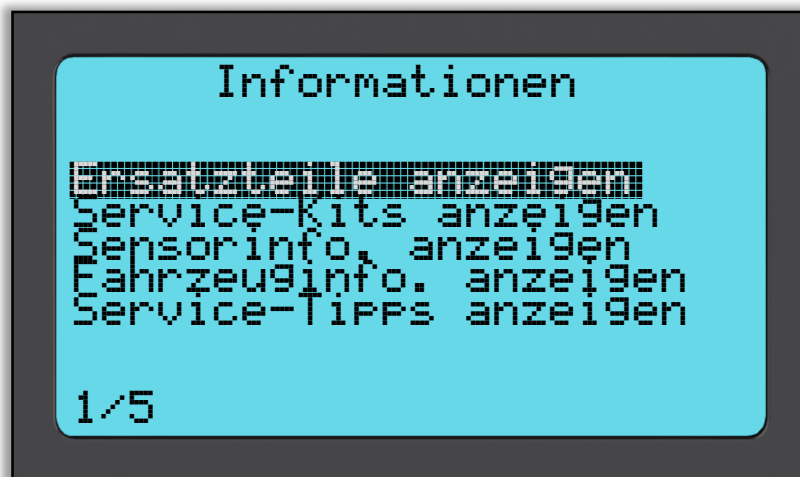 Informationen
Ersatzteile anzeigen
Service-Kits anzeigen
Sensorinfo. anzeigen
Fahrzeuginfo. anzeigen
Service-Tipps anzeigen
1/5